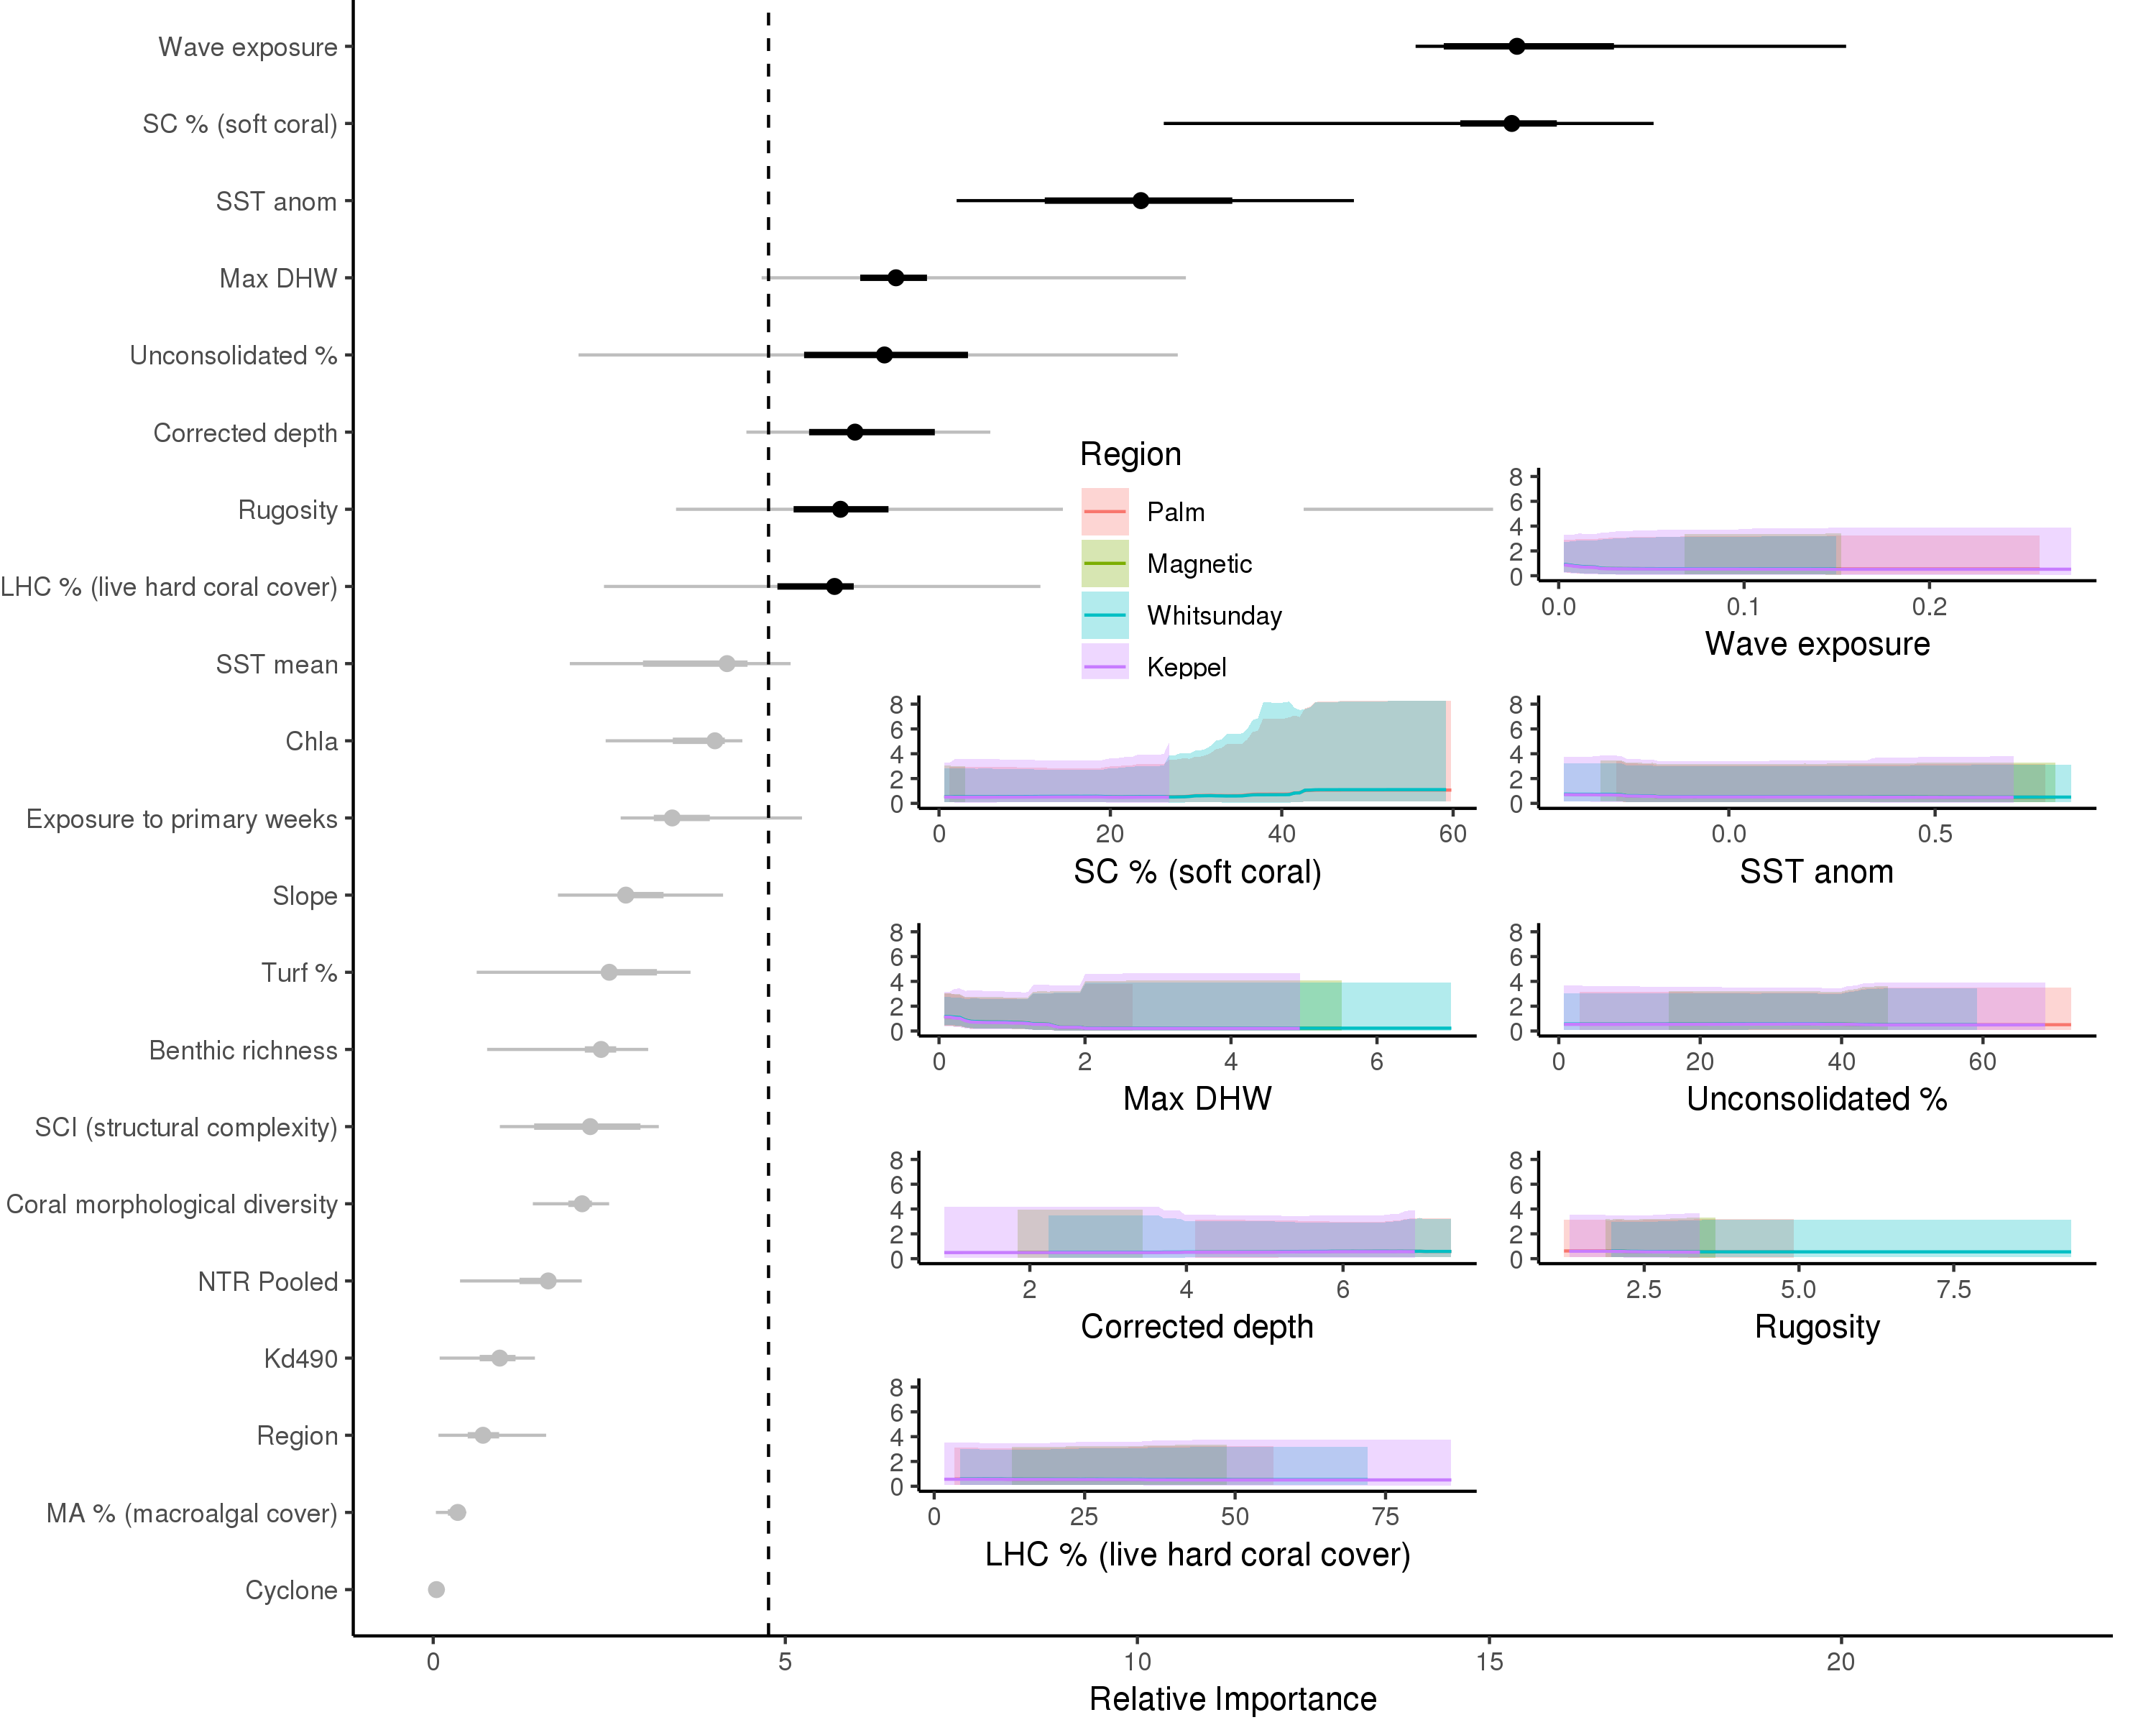 Wave exposure
SC % (soft coral)
SST anom
Max DHW
Unconsolidated %
Corrected depth
Rugosity
LHC % (live hard coral cover)
SST mean
Chla
Exposure to primary weeks
Slope
Turf %
Benthic richness
SCI (structural complexity)
Coral morphological diversity
NTR Pooled
Kd490
Region
MA % (macroalgal cover)
Cyclone
0 5 10 15 20
Relative Importance
Region
Palm
Magnetic
Whitsunday
Keppel
8
6
4
2
0
0.0 0.1 0.2
Wave exposure
8
6
4
2
0
0 20 40 60
SC % (soft coral)
8
6
4
2
0
0.0 0.5
SST anom
8
6
4
2
0
0 2 4 6
Max DHW
8
6
4
2
0
0 20 40 60
Unconsolidated %
8
6
4
2
0
2 4 6
Corrected depth
8
6
4
2
0
2.5 5.0 7.5
Rugosity
8
6
4
2
0
0 25 50 75
LHC % (live hard coral cover)